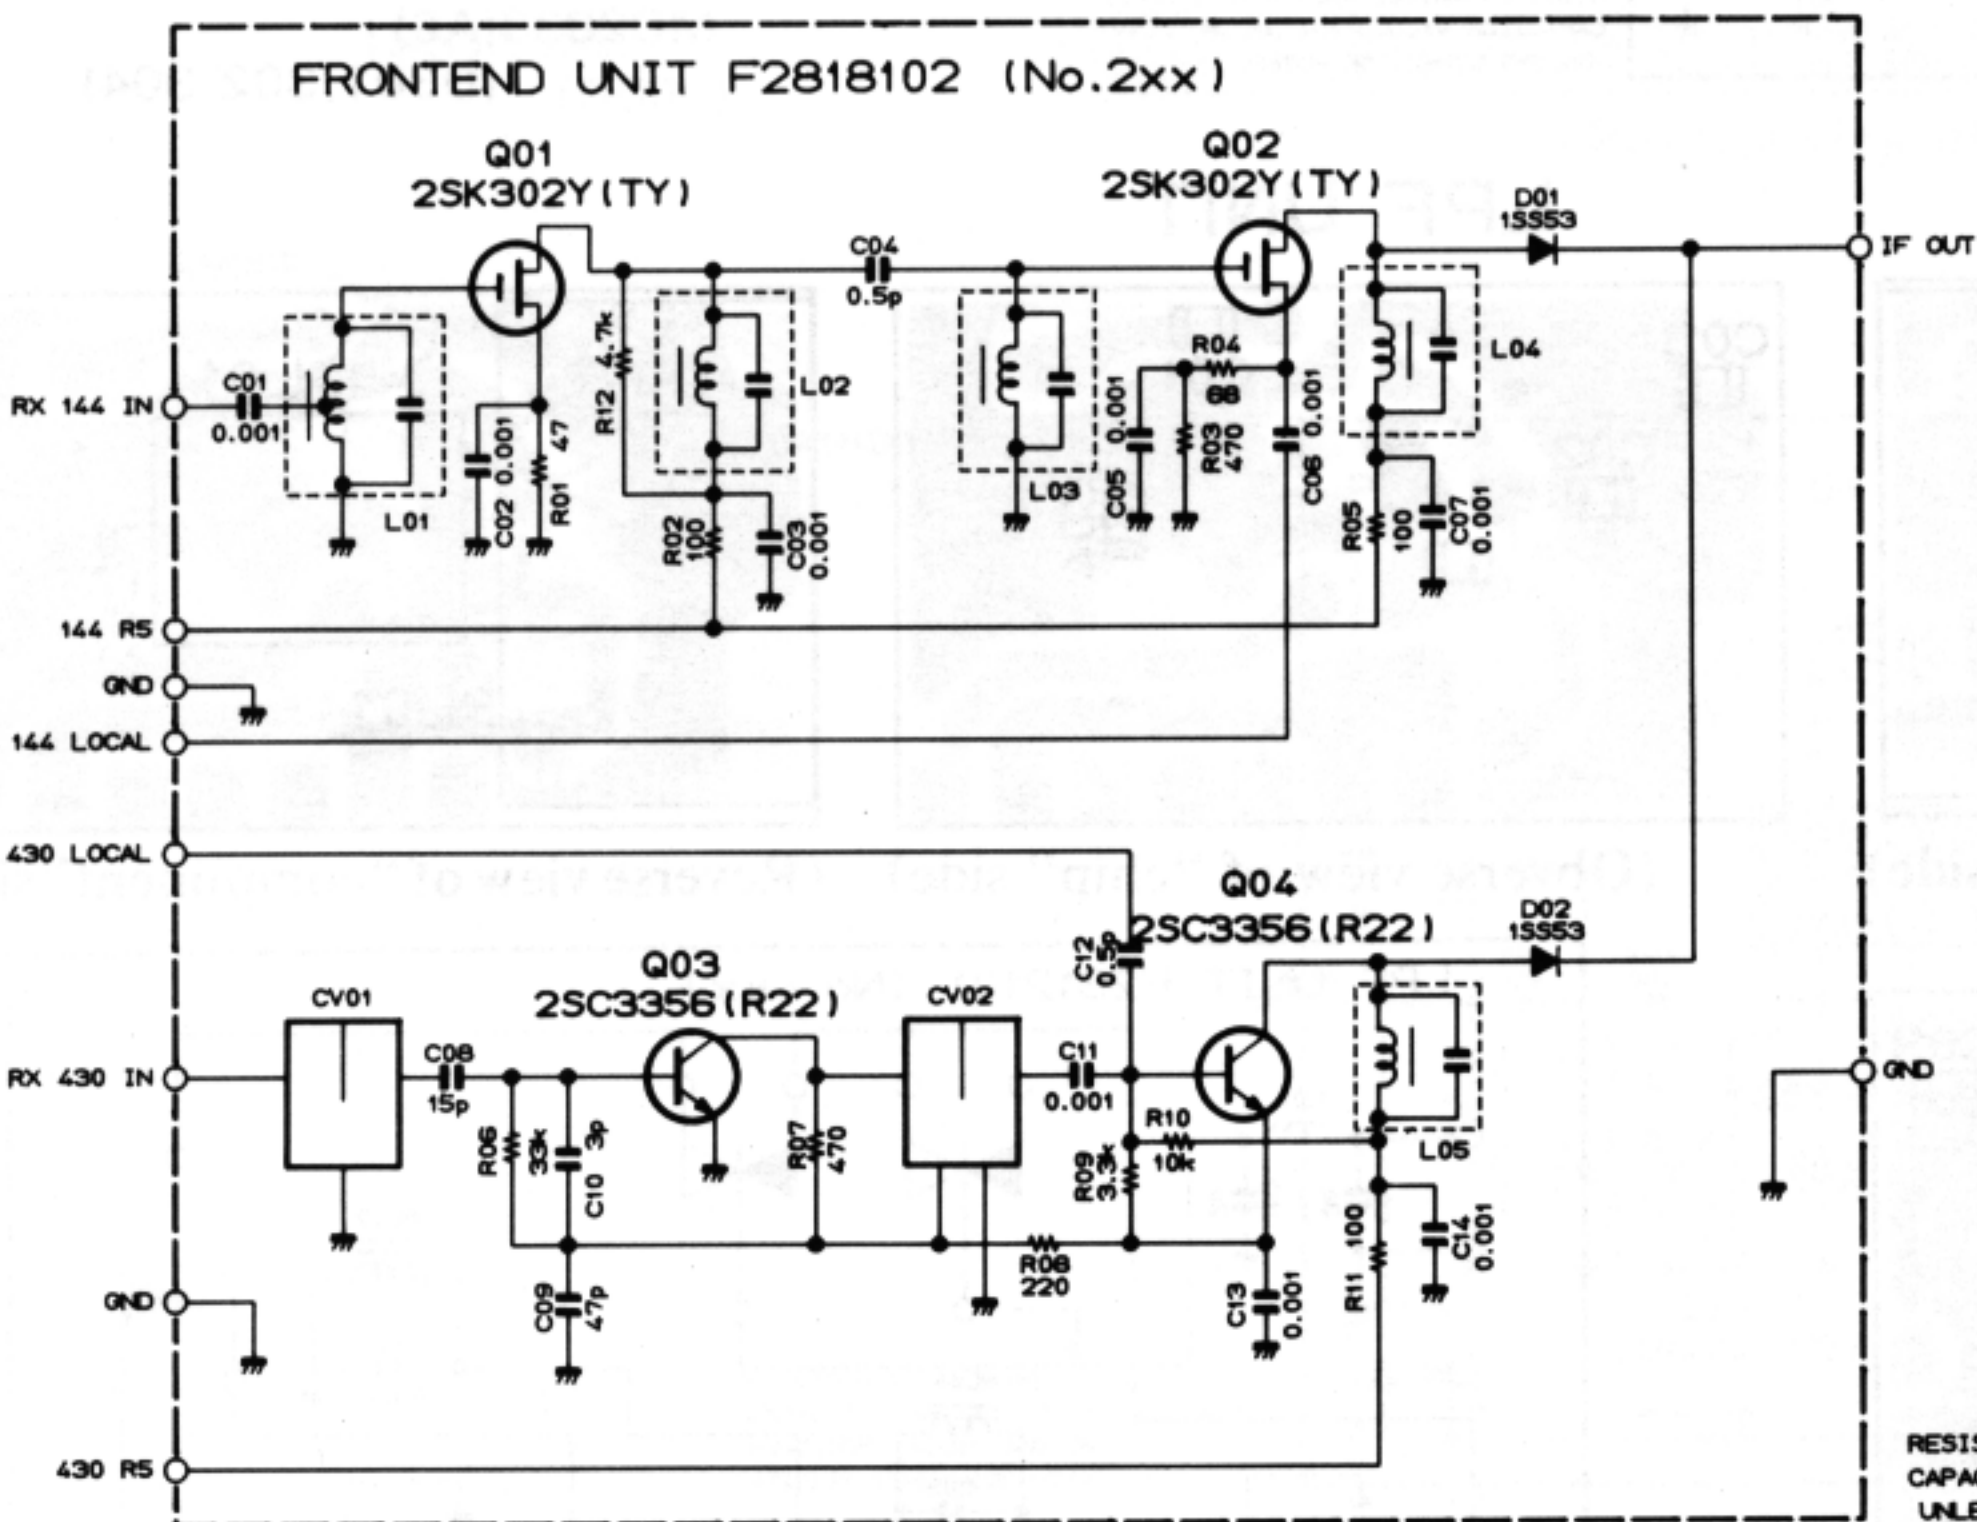 FRONTEND UNIT F2818102 (No.2xx)
Q01
2SK302Y(TY)
Q02
2SK302Y(TY)
D01
1SS53
IF OUT
C04
0.5p
RX 144 IN
C01
0.001
L01
C02 0.001
R01 47
R12 4.7k
L02
R02
100
C03
0.001
L03
C05 0.001
R04
68
R03
470
C06 0.001
L04
R05
100
C07
0.001
144 R5
GND
144 LOCAL
430 LOCAL
Q04
2SC3356(R22)
D02
1SS53
C12
0.5p
Q03
2SC3356(R22)
CV01
CV02
RX 430 IN
C08
15p
R06
33k
C10 3p
R07
470
C11
0.001
R10
10k
R09
3.3k
L05
GND
R08
220
C09
47p
C13
0.001
R11 100
C14
0.001
GND
430 R5
RESIS
CAPA
UNLE